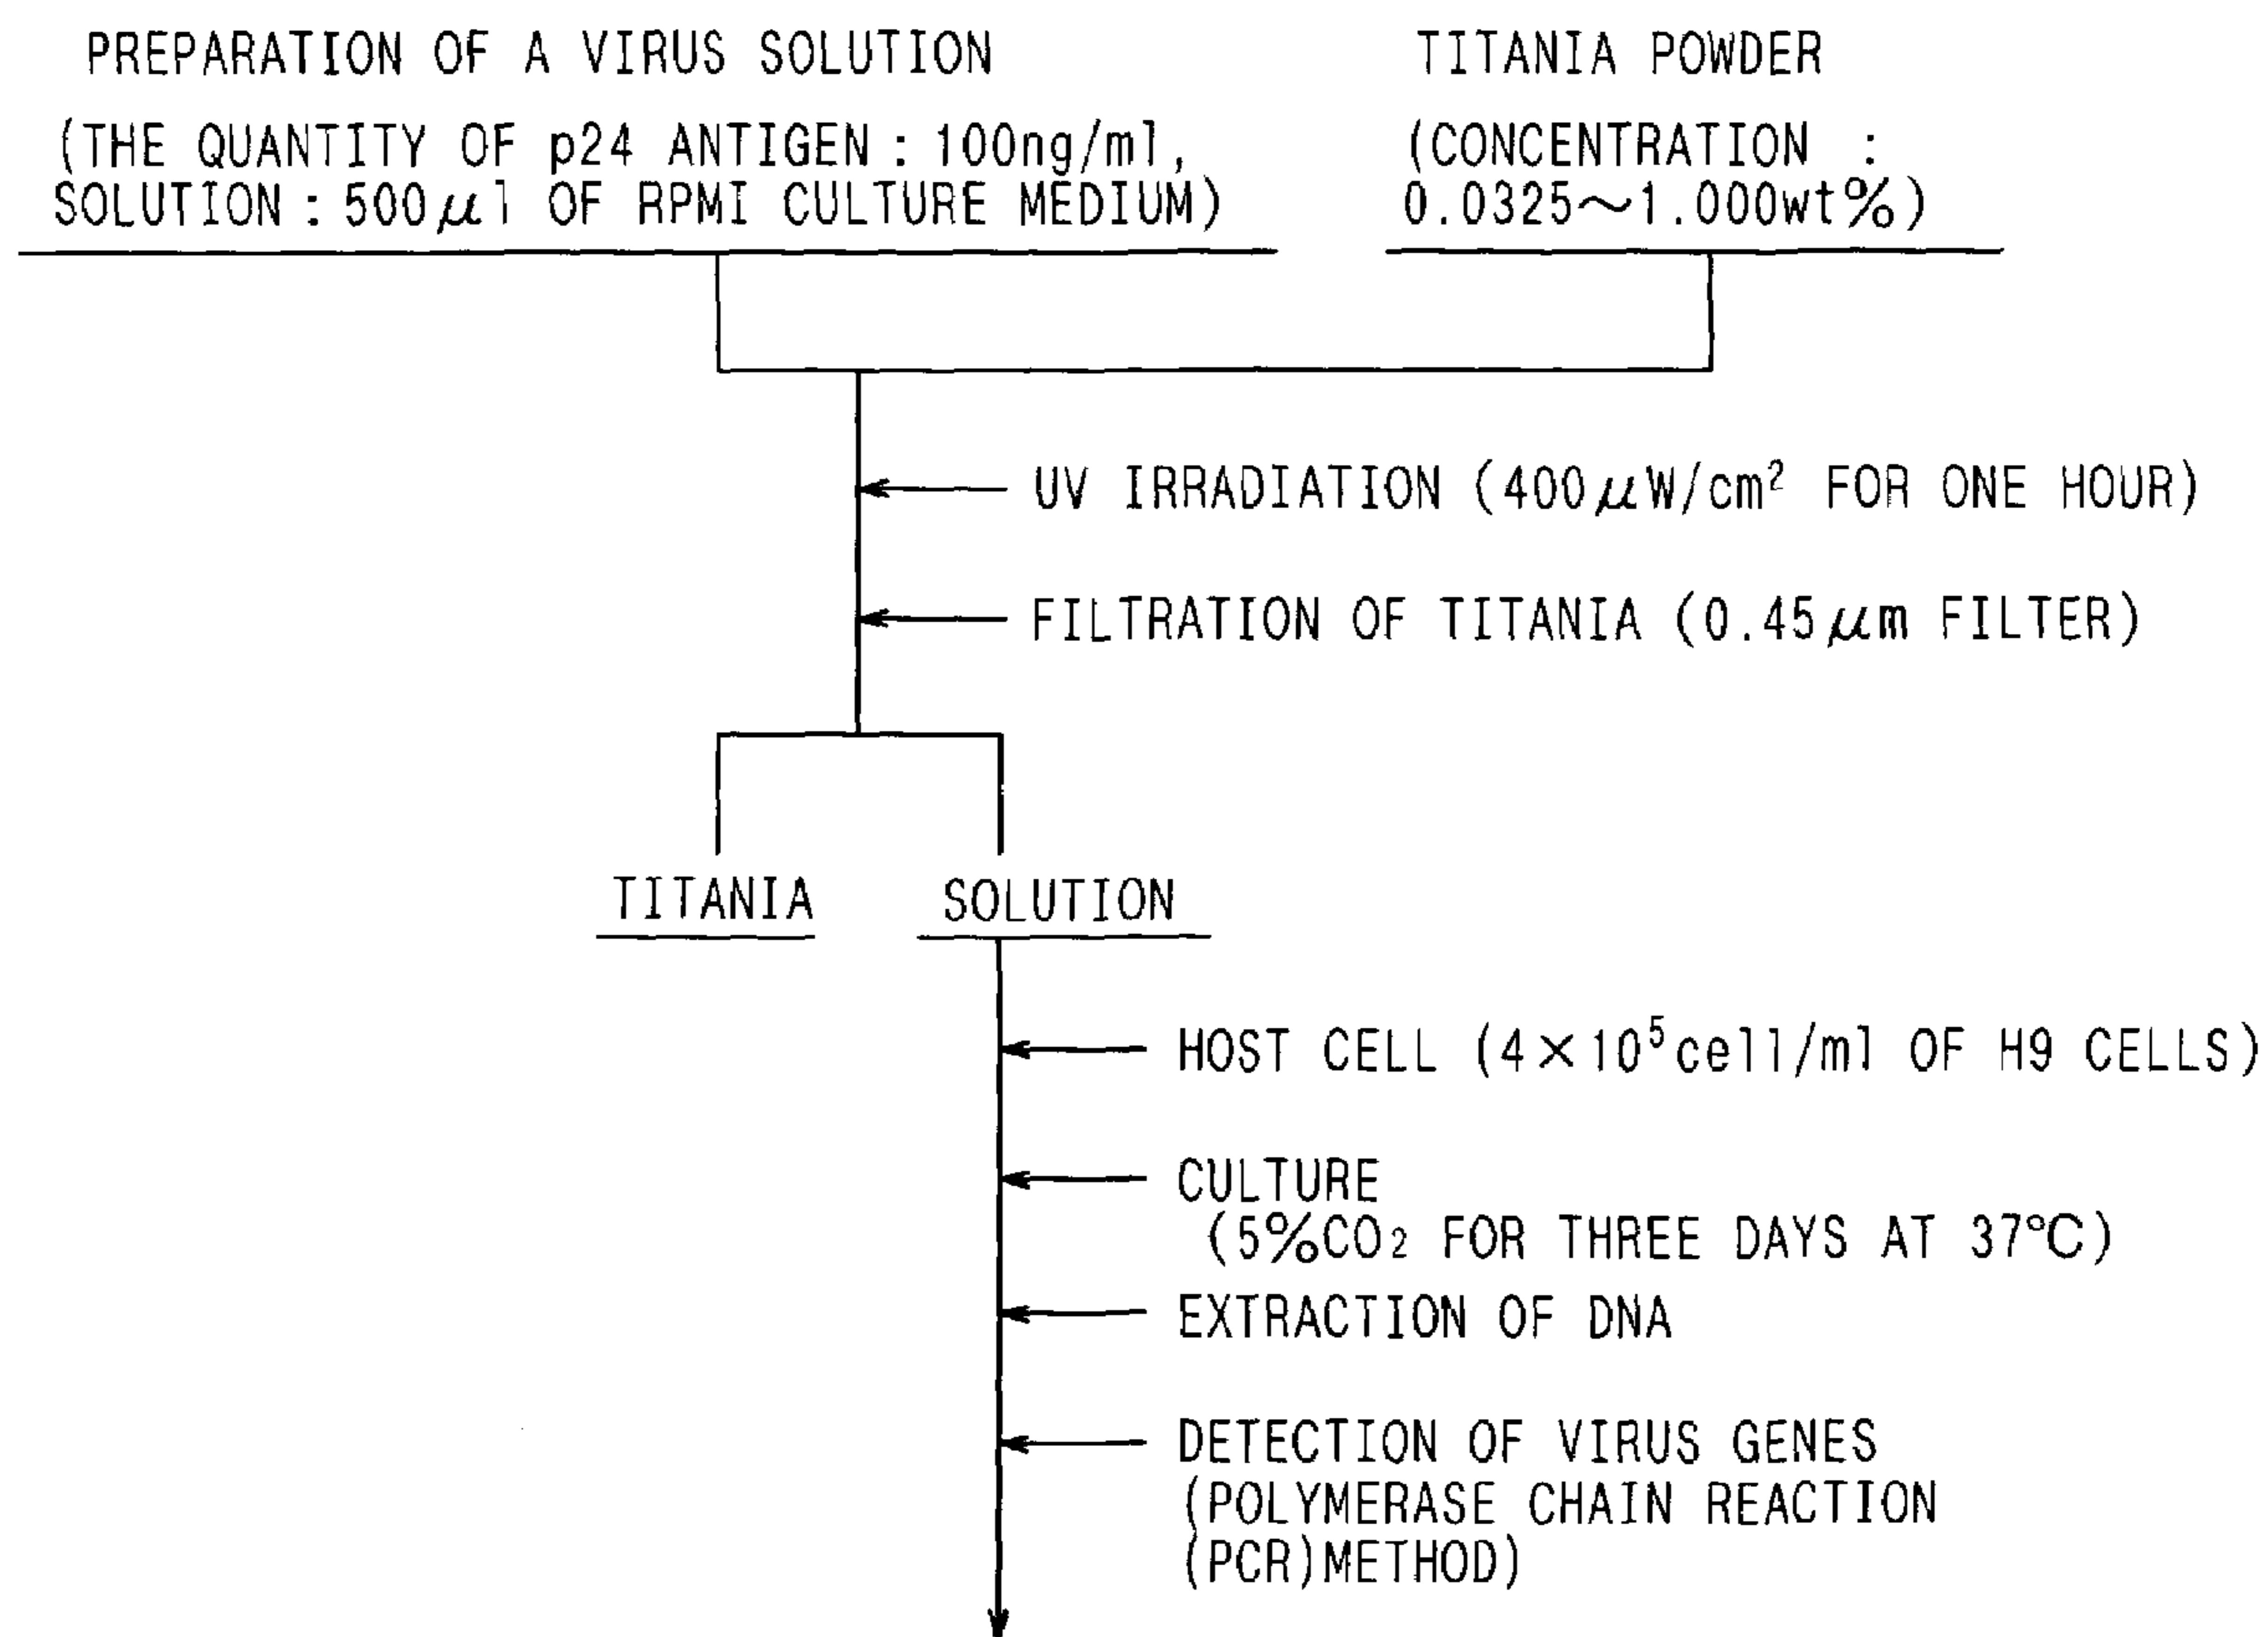 PREPARATION OF A VIRUS SOLUTION
(THE QUANTITY OF p24 ANTIGEN : 100ng/ml,
SOLUTION : 500μl OF RPMI CULTURE MEDIUM)
TITANIA POWDER
(CONCENTRATION :
0.0325～1.000wt%)
UV IRRADIATION (400μW/cm² FOR ONE HOUR)
FILTRATION OF TITANIA (0.45μm FILTER)
TITANIA
SOLUTION
HOST CELL (4×10⁵cell/ml OF H9 CELLS)
CULTURE
(5%CO₂ FOR THREE DAYS AT 37°C)
EXTRACTION OF DNA
DETECTION OF VIRUS GENES
(POLYMERASE CHAIN REACTION
(PCR)METHOD)